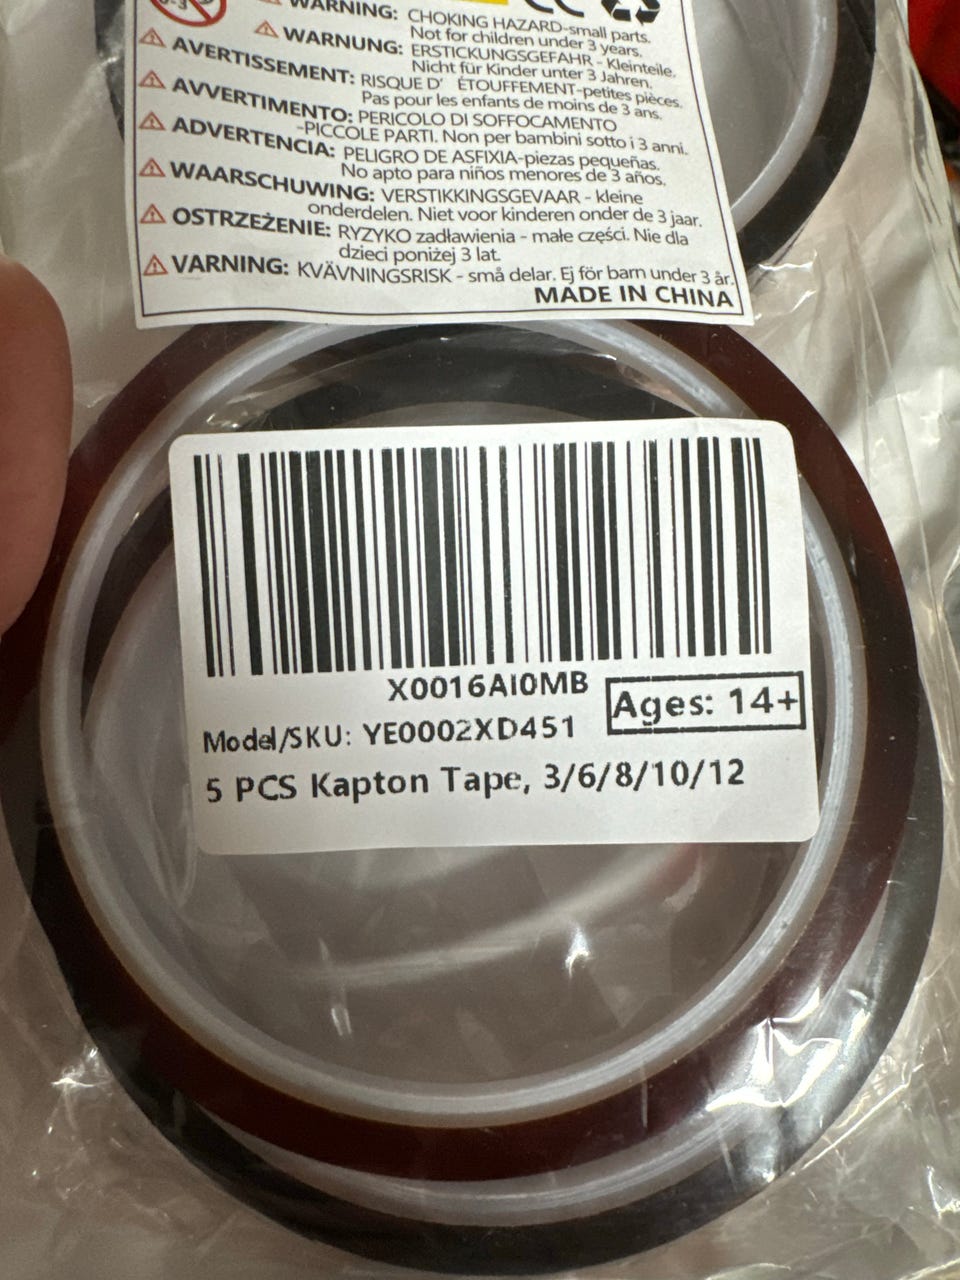 0-3
WARNING: CHOKING HAZARD-small parts.
Not for children under 3 years.
WARNUNG: ERSTICKUNGSGEFAHR - Kleinteile.
Nicht für Kinder unter 3 Jahren.
AVERTISSEMENT: RISQUE D' ÉTOUFFEMENT-petites pièces.
Pas pour les enfants de moins de 3 ans.
AVVERTIMENTO: PERICOLO DI SOFFOCAMENTO
-PICCOLE PARTI. Non per bambini sotto i 3 anni.
ADVERTENCIA: PELIGRO DE ASFIXIA-piezas pequeñas.
No apto para niños menores de 3 años.
WAARSCHUWING: VERSTIKKINGSGEVAAR - kleine
onderdelen. Niet voor kinderen onder de 3 jaar.
OSTRZEŻENIE: RYZYKO zadławienia - małe części. Nie dla
dzieci poniżej 3 lat.
VARNING: KVÄVNINGSRISK - små delar. Ej för barn under 3 år.
MADE IN CHINA
X0016AI0MB
Ages: 14+
Model/SKU: YE0002XD451
5 PCS Kapton Tape, 3/6/8/10/12